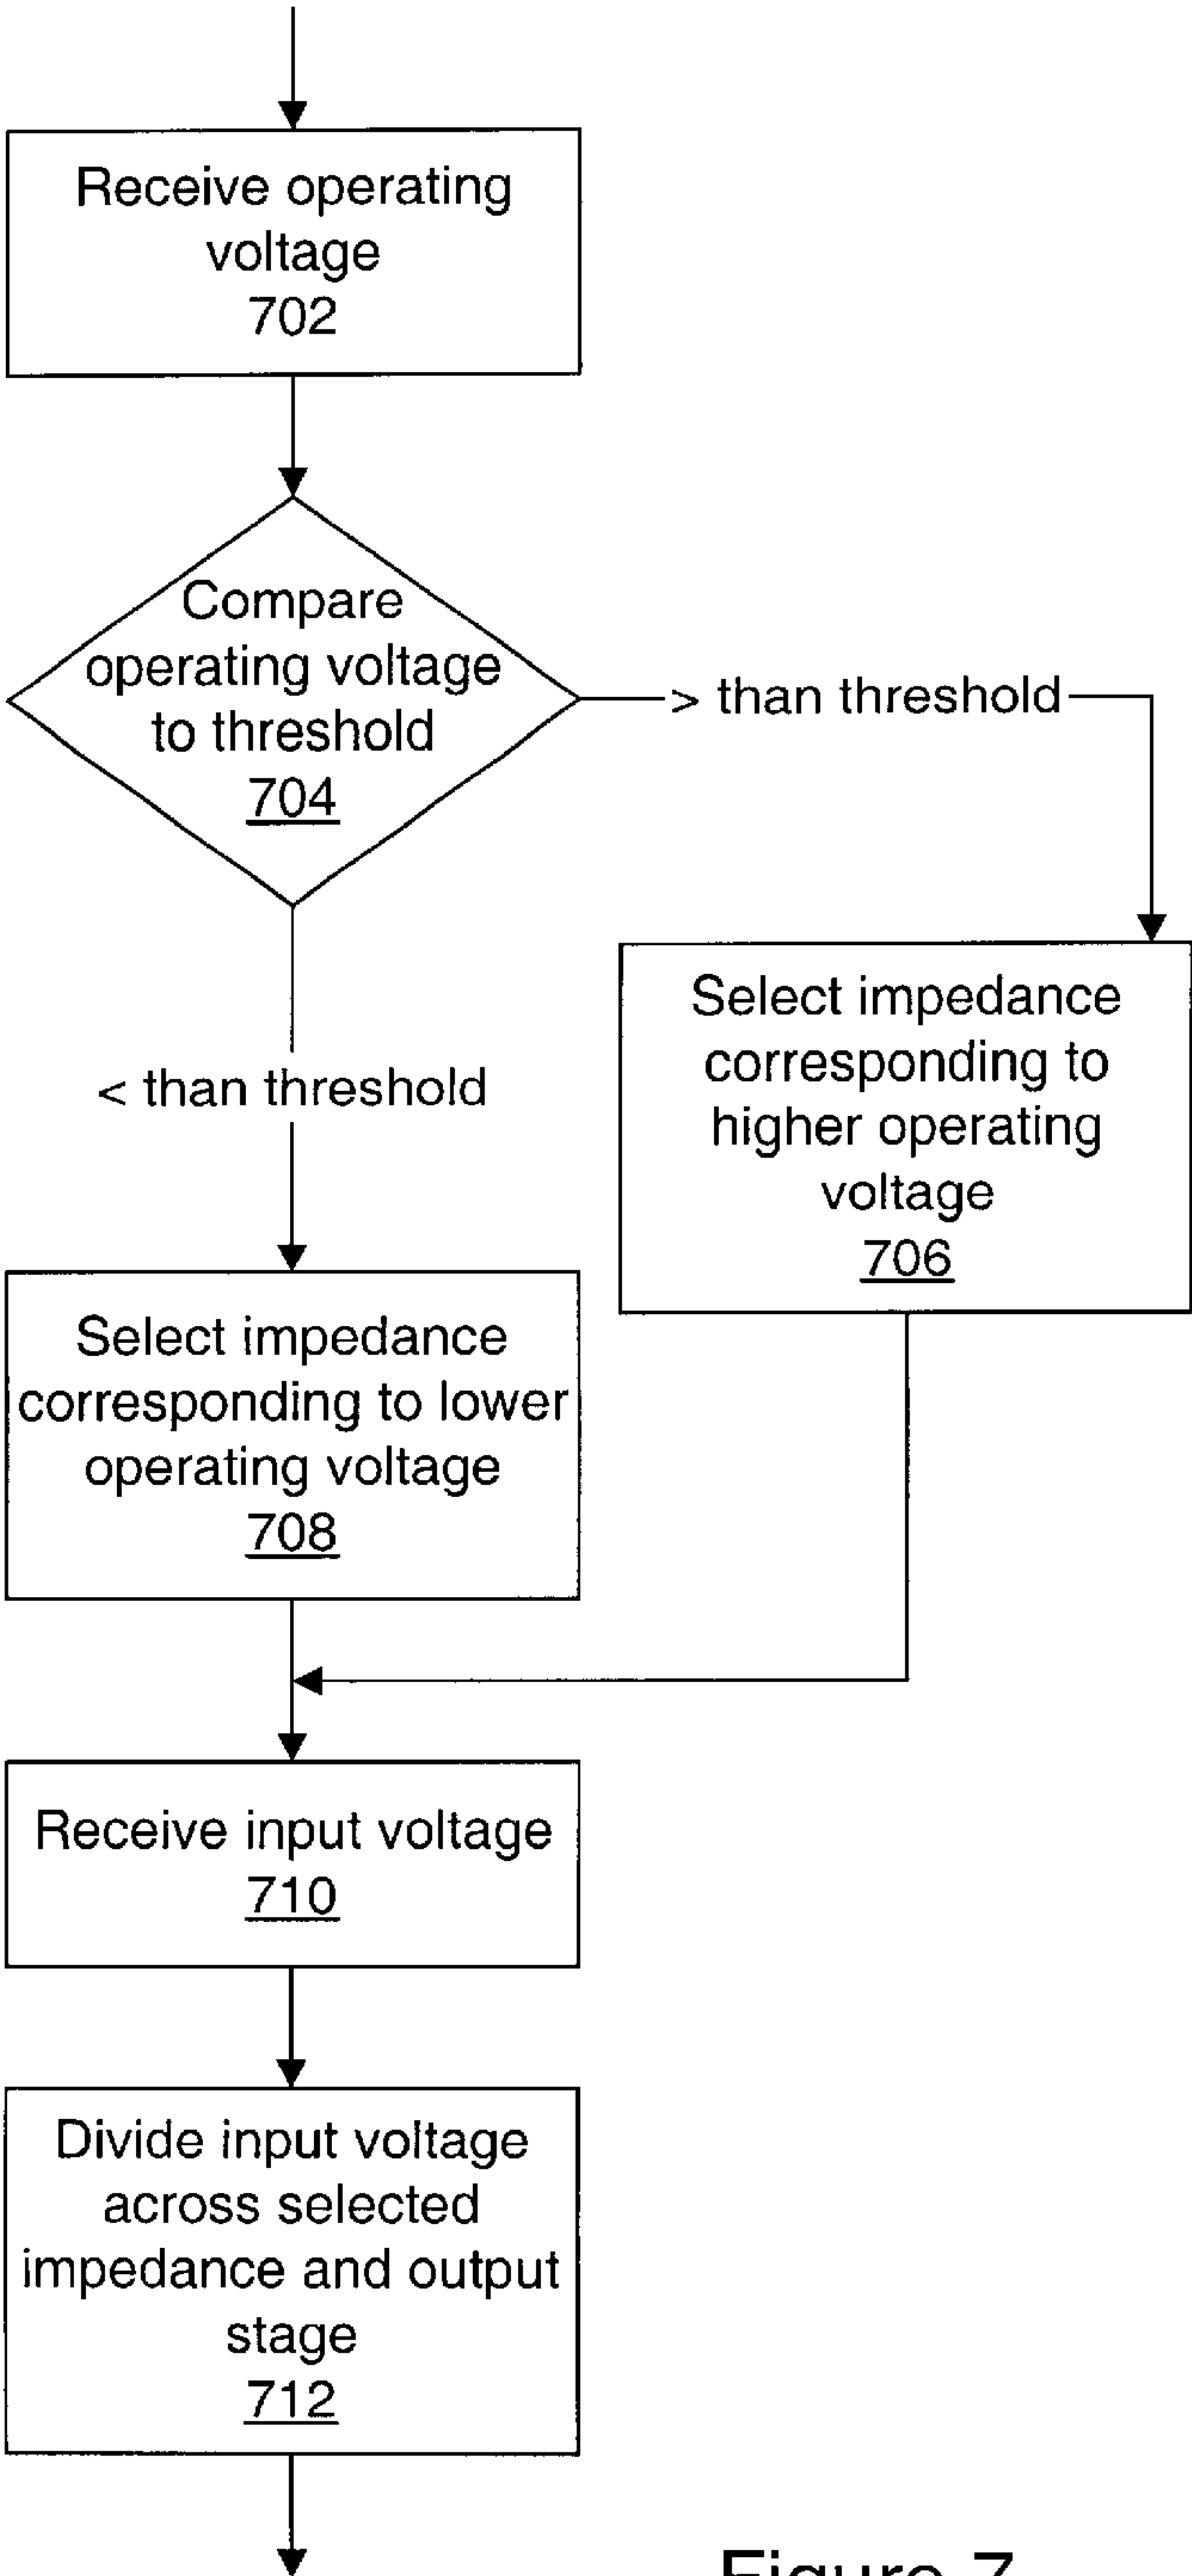 Receive operating
voltage
702
Compare
operating voltage
to threshold
704
> than threshold
Select impedance
corresponding to
higher operating
voltage
706
< than threshold
Select impedance
corresponding to lower
operating voltage
708
Receive input voltage
710
Divide input voltage
across selected
impedance and output
stage
712
Figure 7